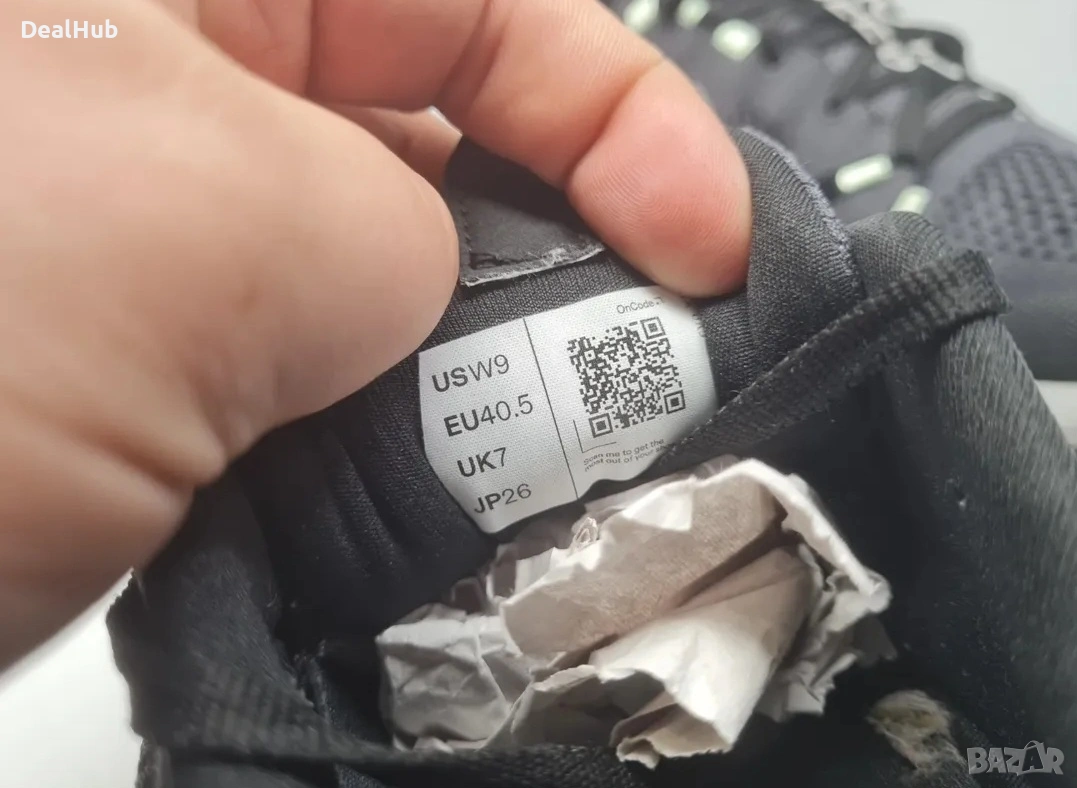 DealHub
OnCode
USW9
EU40.5
UK7
JP26
Scan me to get the
most out of your
BAZAR